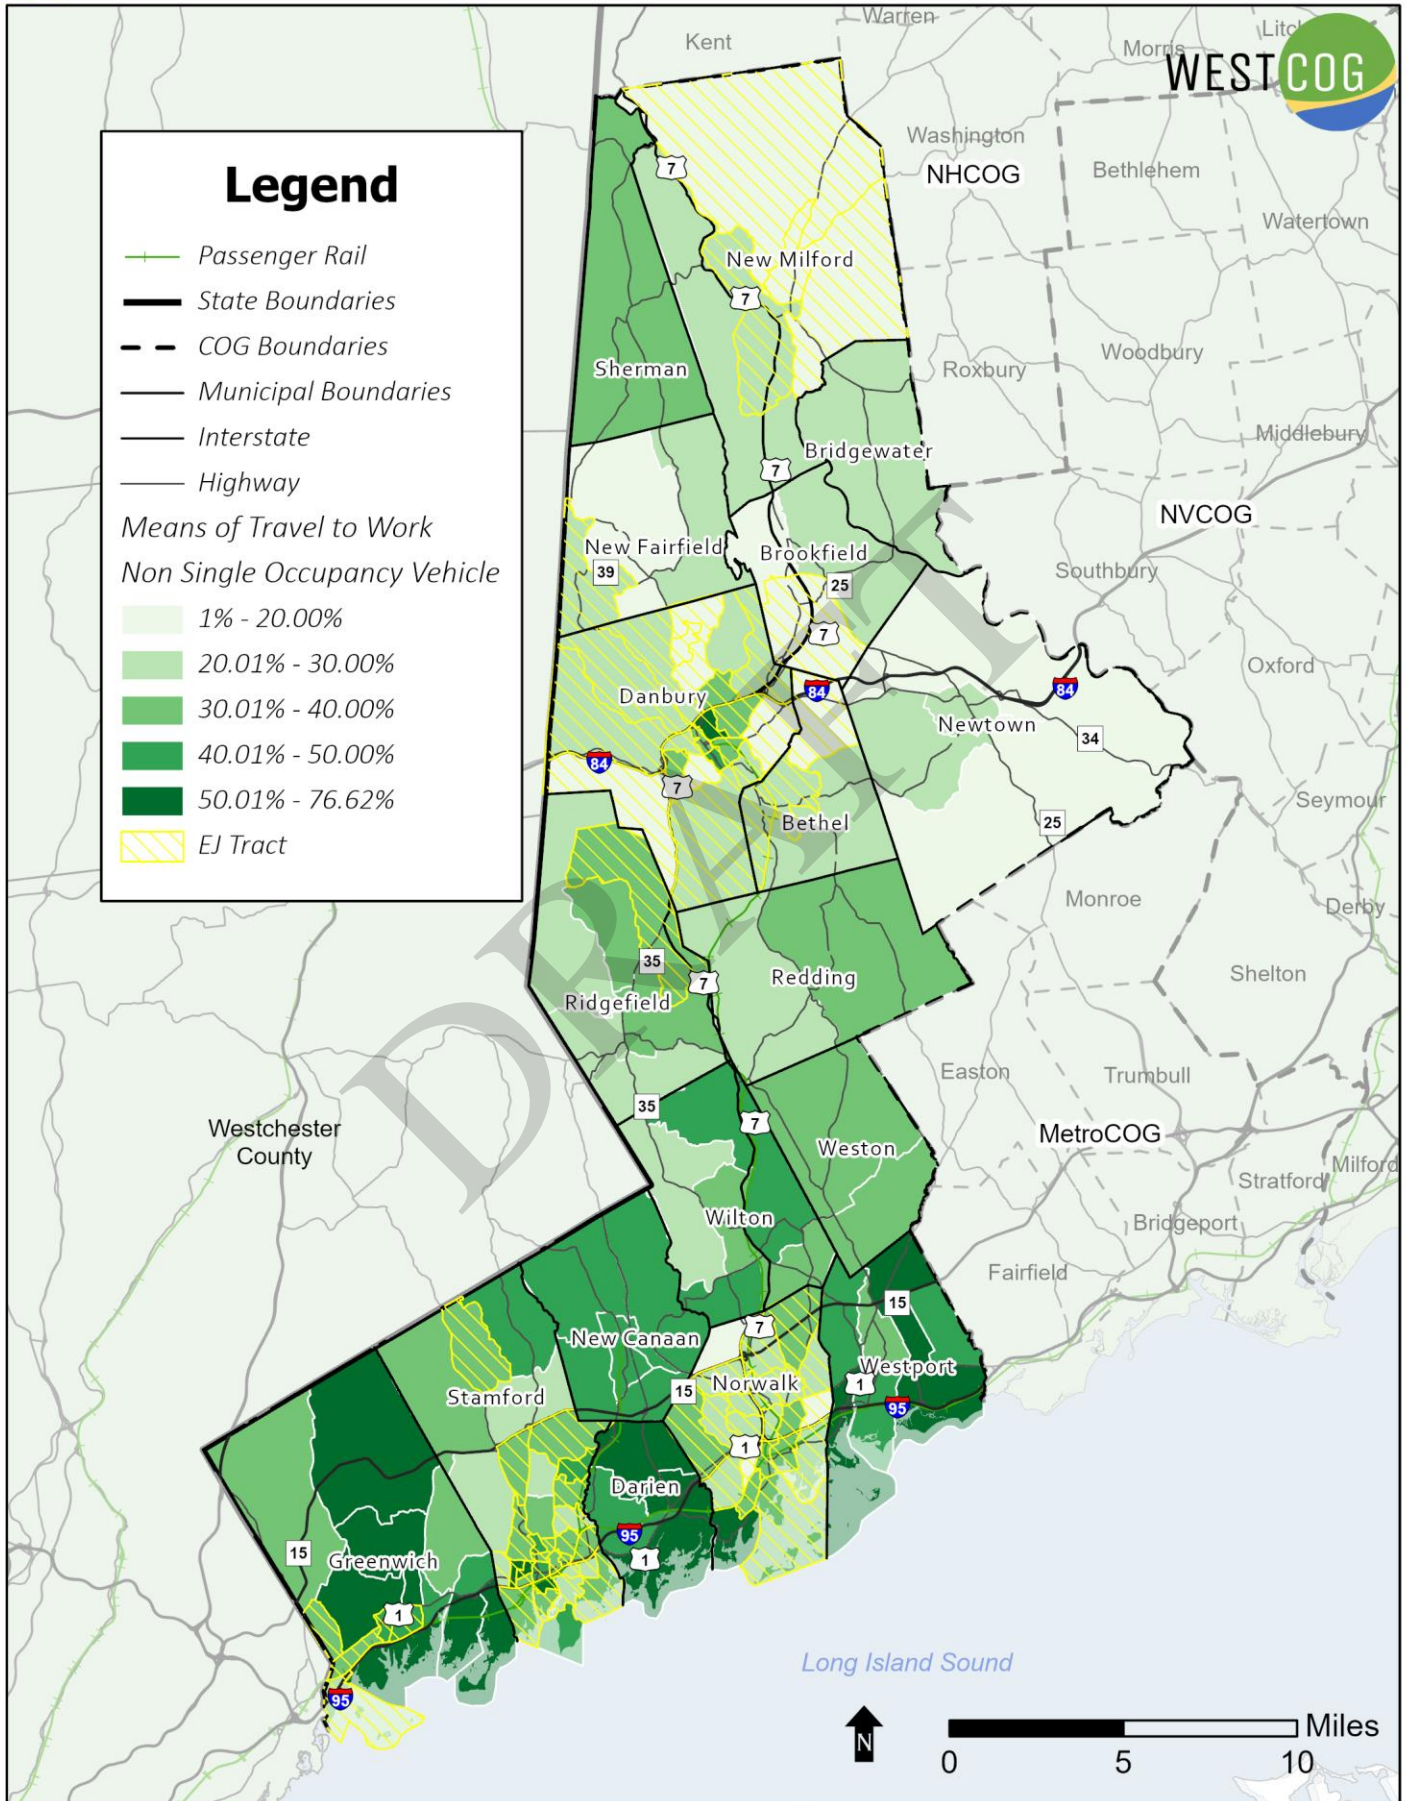 Kent
Warren
Morris
WESTCOG
Washington
NHCOG
Bethlehem
Watertown
Legend
Passenger Rail
State Boundaries
COG Boundaries
Municipal Boundaries
Interstate
Highway
Means of Travel to Work
Non Single Occupancy Vehicle
1% - 20.00%
20.01% - 30.00%
30.01% - 40.00%
40.01% - 50.00%
50.01% - 76.62%
EJ Tract
7
New Milford
7
Sherman
Roxbury
Woodbury
Middlebury
Bridgewater
7
NVCOG
New Fairfield
Brookfield
39
25
Southbury
7
Oxford
Danbury
84
84
Newtown
34
84
7
Seymour
Bethel
25
Monroe
Derby
35
7
Redding
Shelton
Ridgefield
Easton
Trumbull
35
7
Westchester
County
Weston
MetroCOG
Milford
Stratford
Wilton
Bridgeport
Fairfield
15
7
New Canaan
Westport
Stamford
15
Norwalk
1
95
1
Darien
95
1
15
Greenwich
1
95
Long Island Sound
N
Miles
0
5
10
DRAFT